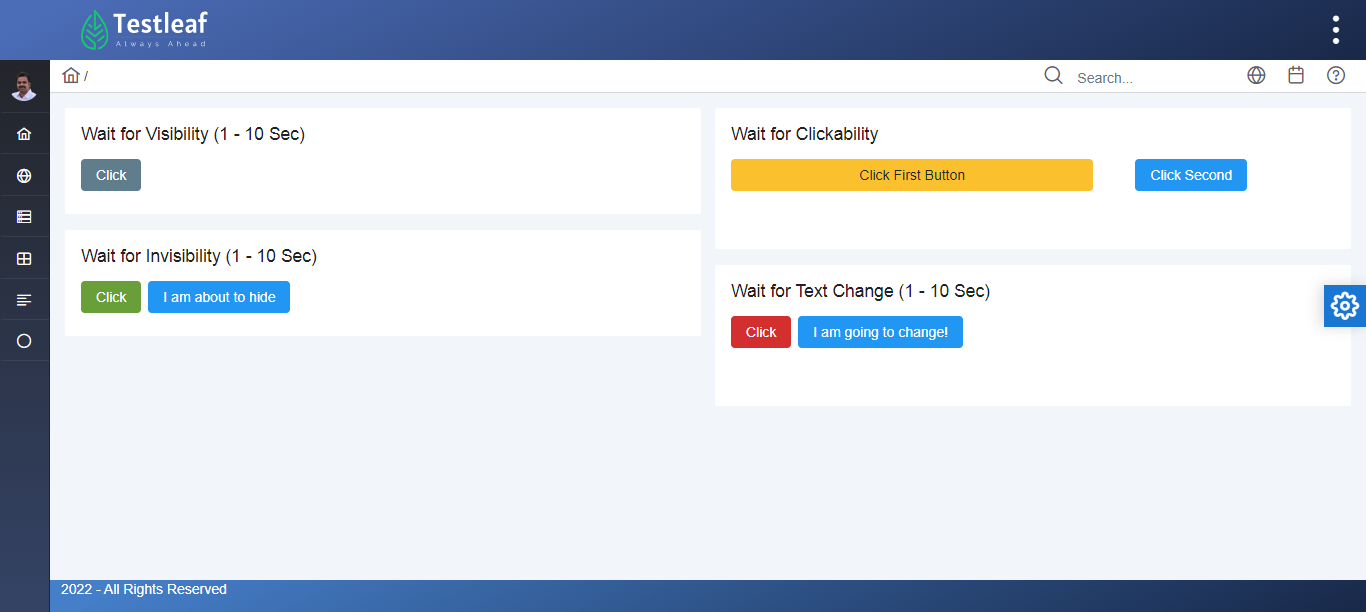 Testleaf
Always Ahead
/
Search...
Wait for Visibility (1 - 10 Sec)
Click
Wait for Invisibility (1 - 10 Sec)
Click I am about to hide
Wait for Clickability
Click First Button Click Second
Wait for Text Change (1 - 10 Sec)
Click I am going to change!
2022 - All Rights Reserved